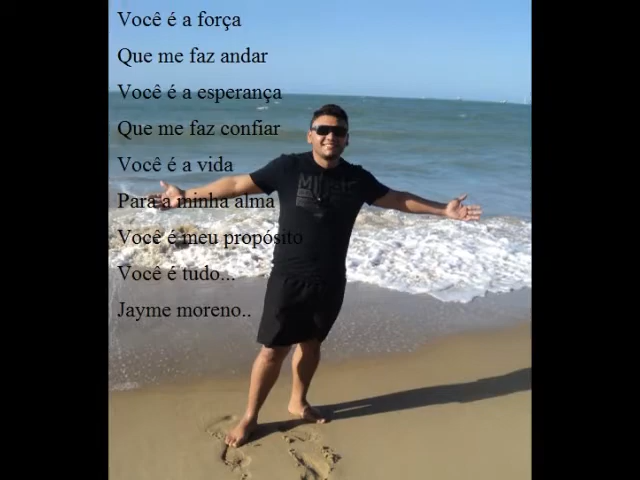 Você é a força
Que me faz andar
Você é a esperança
Que me faz confiar
Você é a vida
Para a minha alma
Você é meu propósito
Você é tudo...
Jayme moreno..